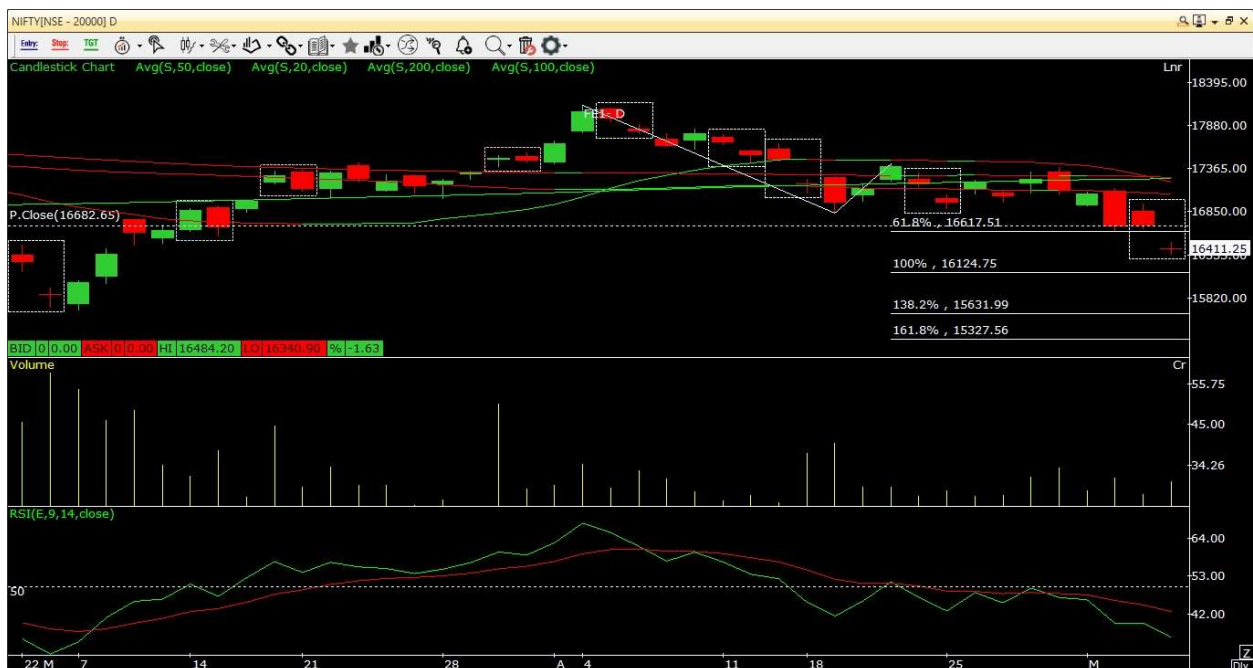 NIFTY[NSE - 20000] D
Entry: Stop: TGT
Candlestick Chart Avg(S,50,close) Avg(S,20,close) Avg(S,200,close) Avg(S,100,close) Lnr
18395.00
FE1- D
17880.00
17365.00
P.Close(16682.65)
16850.00
61.8% , 16617.51
16411.25
16335.00
100% , 16124.75
138.2% , 15631.99
15820.00
161.8% , 15327.56
BID 0 0.00 ASK 0 0.00 HI 16484.20 LO 16340.90 % -1.63
Volume Cr
55.75
45.00
34.26
RSI(E,9,14,close)
64.00
53.00
50
42.00
22 M 7 14 21 28 A 4 11 18 25 M Z
Dly